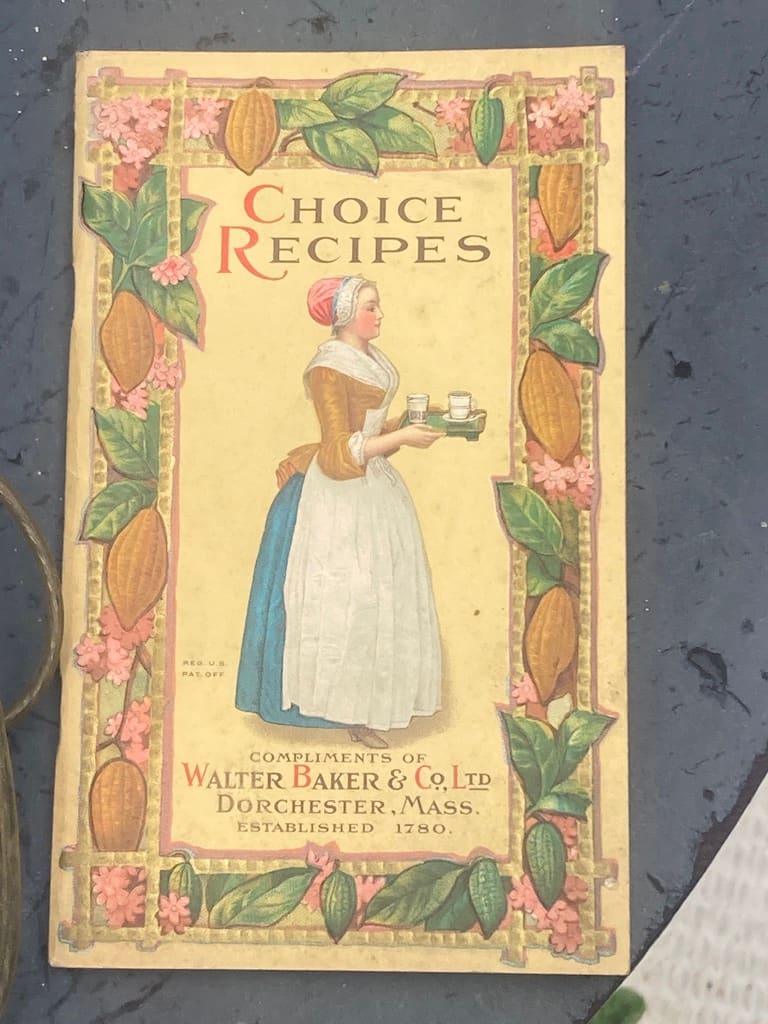 CHOICE
RECIPES
REG. U.S.
PAT. OFF.
COMPLIMENTS OF
WALTER BAKER & CO., LTD
DORCHESTER, MASS.
ESTABLISHED 1780.